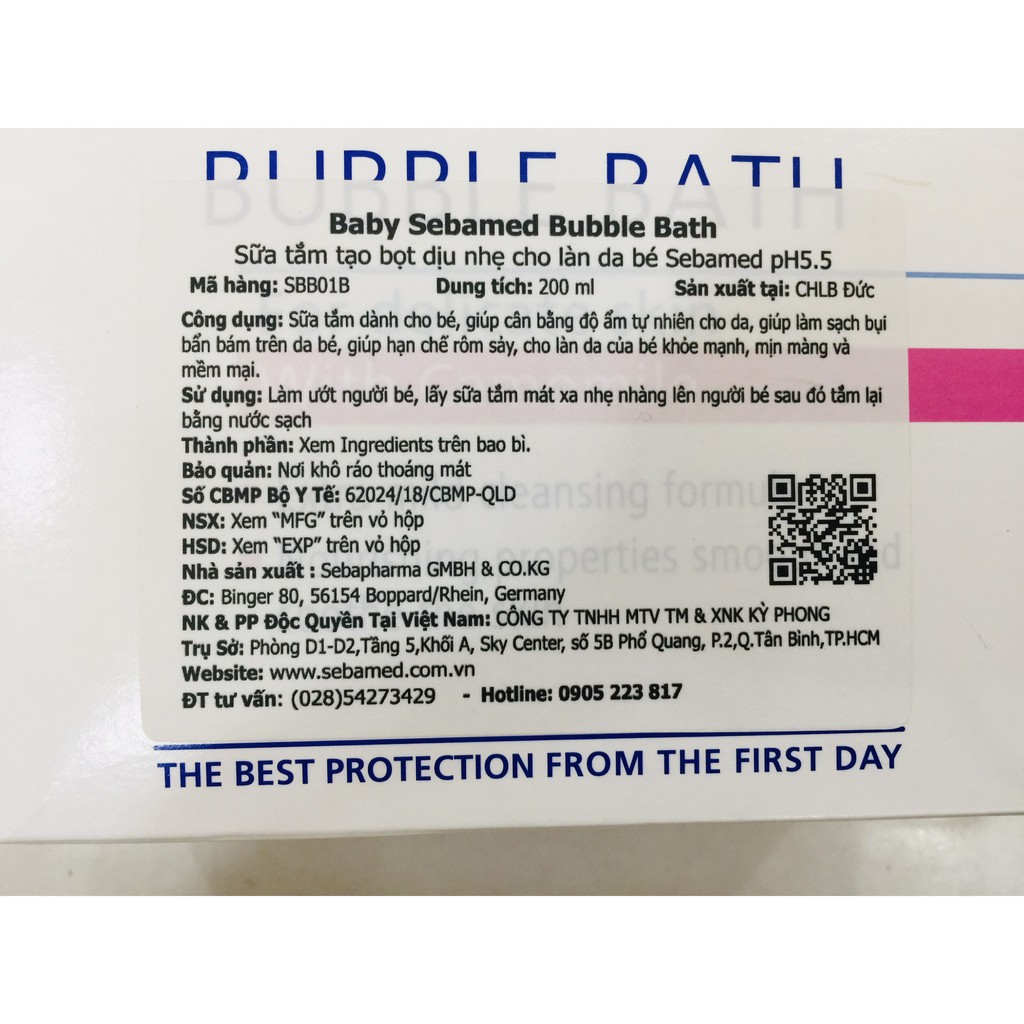 BUBBLE BATH
Baby Sebamed Bubble Bath
Sữa tắm tạo bọt dịu nhẹ cho làn da bé Sebamed pH5.5
Mã hàng: SBB01B Dung tích: 200 ml Sản xuất tại: CHLB Đức
Công dụng: Sữa tắm dành cho bé, giúp cân bằng độ ẩm tự nhiên cho da, giúp làm sạch bụi
bẩn bám trên da bé, giúp hạn chế rôm sảy, cho làn da của bé khỏe mạnh, mịn màng và
mềm mại.
Sử dụng: Làm ướt người bé, lấy sữa tắm mát xa nhẹ nhàng lên người bé sau đó tắm lại
bằng nước sạch
Thành phần: Xem Ingredients trên bao bì.
Bảo quản: Nơi khô ráo thoáng mát
Số CBMP Bộ Y Tế: 62024/18/CBMP-QLD
NSX: Xem “MFG” trên vỏ hộp
HSD: Xem “EXP” trên vỏ hộp
Nhà sản xuất : Sebapharma GMBH & CO.KG
ĐC: Binger 80, 56154 Boppard/Rhein, Germany
NK & PP Độc Quyền Tại Việt Nam: CÔNG TY TNHH MTV TM & XNK KỲ PHONG
Trụ Sở: Phòng D1-D2,Tầng 5,Khối A, Sky Center, số 5B Phổ Quang, P.2,Q.Tân Bình,TP.HCM
Website: www.sebamed.com.vn
ĐT tư vấn: (028)54273429 - Hotline: 0905 223 817
THE BEST PROTECTION FROM THE FIRST DAY